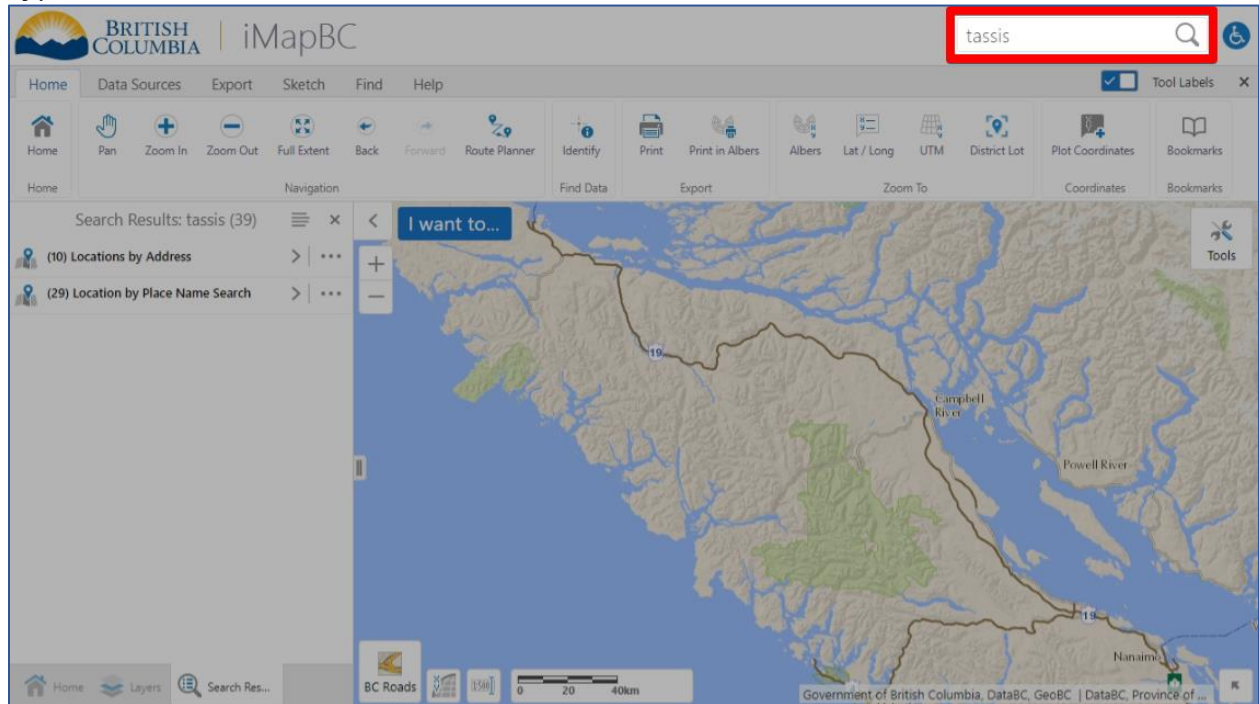 BRITISH COLUMBIA
iMapBC
tassis
Home Data Sources Export Sketch Find Help
Tool Labels
Home Pan Zoom In Zoom Out Full Extent Back Forward Route Planner Identify Print Print in Albers Albers Lat / Long UTM District Lot Plot Coordinates Bookmarks
Home Navigation Find Data Export Zoom To Coordinates Bookmarks
Search Results: tassis (39)
I want to...
Tools
(10) Locations by Address
(29) Location by Place Name Search
19
Campbell
River
Powell River
19
Nanaimo
Home Layers Search Res...
BC Roads
0 20 40km
Government of British Columbia, DataBC, GeoBC | DataBC, Province of ...